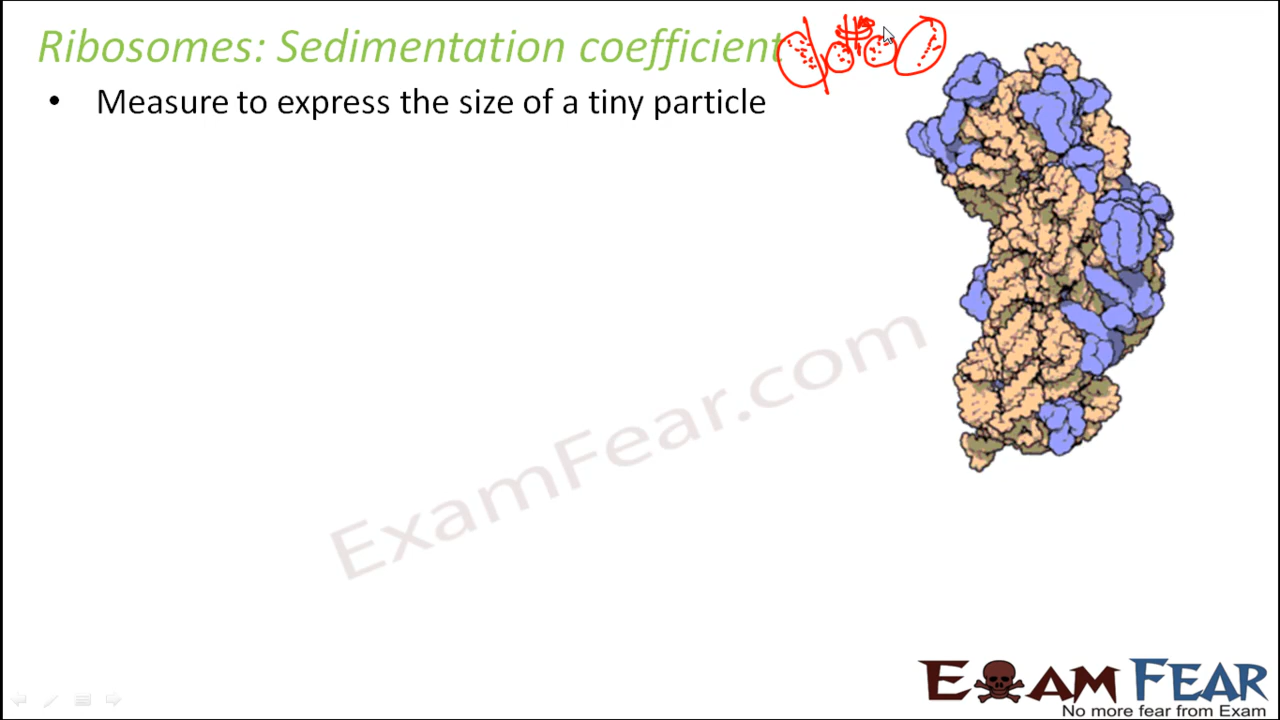 Ribosomes: Sedimentation coefficient
• Measure to express the size of a tiny particle
ExamFear.com
EXAM FEAR
No more fear from Exam